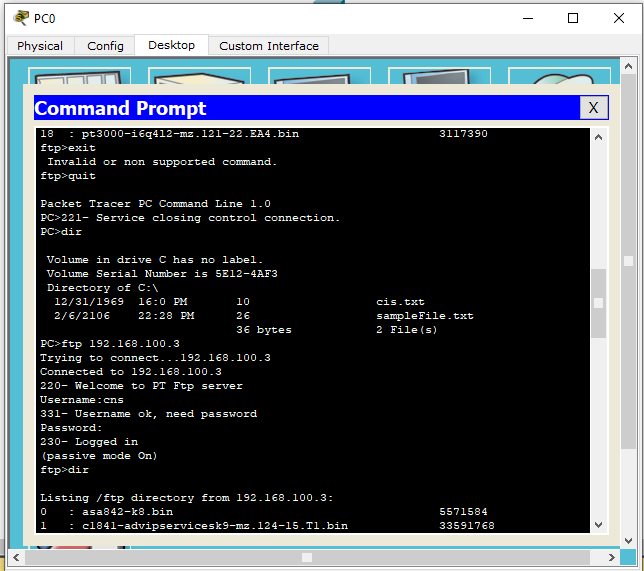 PC0
Physical Config Desktop Custom Interface
Command Prompt X
18 : pt3000-i6q4l2-mz.121-22.EA4.bin 3117390
ftp>exit
Invalid or non supported command.
ftp>quit
Packet Tracer PC Command Line 1.0
PC>221- Service closing control connection.
PC>dir
Volume in drive C has no label.
Volume Serial Number is 5E12-4AF3
Directory of C:\
12/31/1969 16:0 PM 10 cis.txt
2/6/2106 22:28 PM 26 sampleFile.txt
36 bytes 2 File(s)
PC>ftp 192.168.100.3
Trying to connect...192.168.100.3
Connected to 192.168.100.3
220- Welcome to PT Ftp server
Username:cns
331- Username ok, need password
Password:
230- Logged in
(passive mode On)
ftp>dir
Listing /ftp directory from 192.168.100.3:
0 : asa842-k8.bin 5571584
1 : c1841-advipservicesk9-mz.124-15.T1.bin 33591768